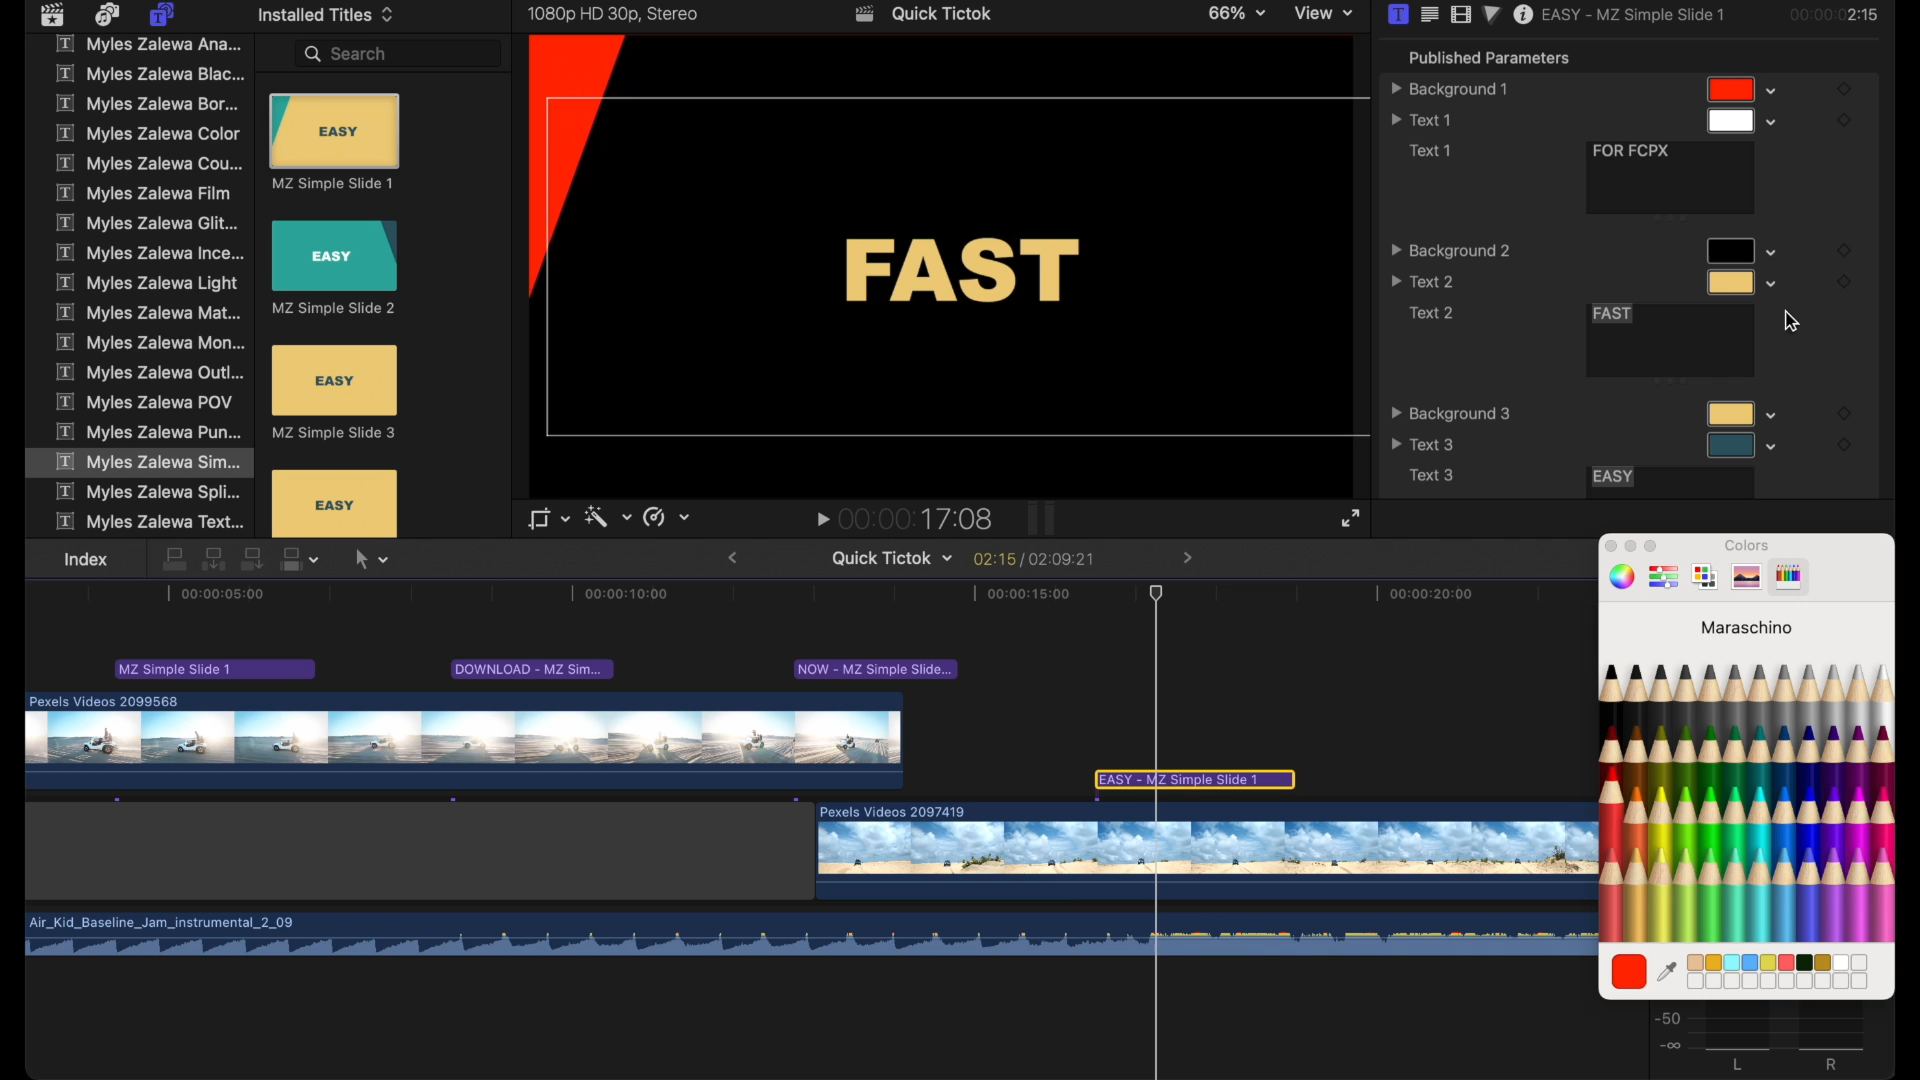 Installed Titles
1080p HD 30p, Stereo
Quick Tictok
66%
View
EASY - MZ Simple Slide 1
00:00:02:15
Myles Zalewa Ana...
Myles Zalewa Blac...
Myles Zalewa Bor...
Myles Zalewa Color
Myles Zalewa Cou...
Myles Zalewa Film
Myles Zalewa Glit...
Myles Zalewa Ince...
Myles Zalewa Light
Myles Zalewa Mat...
Myles Zalewa Mon...
Myles Zalewa Outl...
Myles Zalewa POV
Myles Zalewa Pun...
Myles Zalewa Sim...
Myles Zalewa Spli...
Myles Zalewa Text...
Search
EASY
MZ Simple Slide 1
EASY
MZ Simple Slide 2
EASY
MZ Simple Slide 3
EASY
FAST
Published Parameters
Background 1
Text 1
Text 1
FOR FCPX
Background 2
Text 2
Text 2
FAST
Background 3
Text 3
Text 3
EASY
00:00:17:08
Index
Quick Tictok
02:15 / 02:09:21
00:00:05:00
00:00:10:00
00:00:15:00
00:00:20:00
MZ Simple Slide 1
DOWNLOAD - MZ Sim...
NOW - MZ Simple Slide...
Pexels Videos 2099568
EASY - MZ Simple Slide 1
Pexels Videos 2097419
Air_Kid_Baseline_Jam_instrumental_2_09
Colors
Maraschino
-50
-∞
L
R